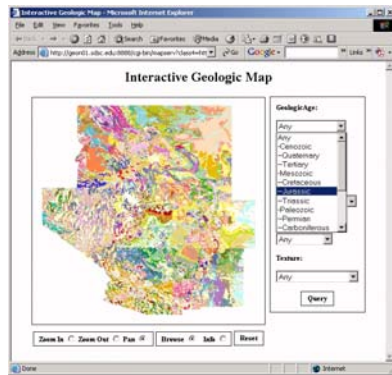 Interactive Geologic Map - Microsoft Internet Explorer
File Edit View Favorites Tools Help
Search Favorites Media
Address Go Google Links
Interactive Geologic Map
GeologicAge:
Any
Any
-Cenozoic
--Quaternary
--Tertiary
-Mesozoic
--Cretaceous
--Jurassic
--Triassic
-Paleozoic
--Permian
--Carboniferous
Any
Texture:
Any
Query
Zoom In Zoom Out Pan Browse Info Reset
Done Internet